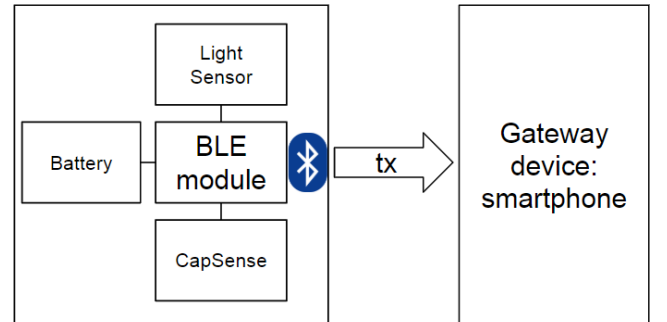 Light
Sensor
Battery
BLE
module
CapSense
tx
Gateway
device:
smartphone